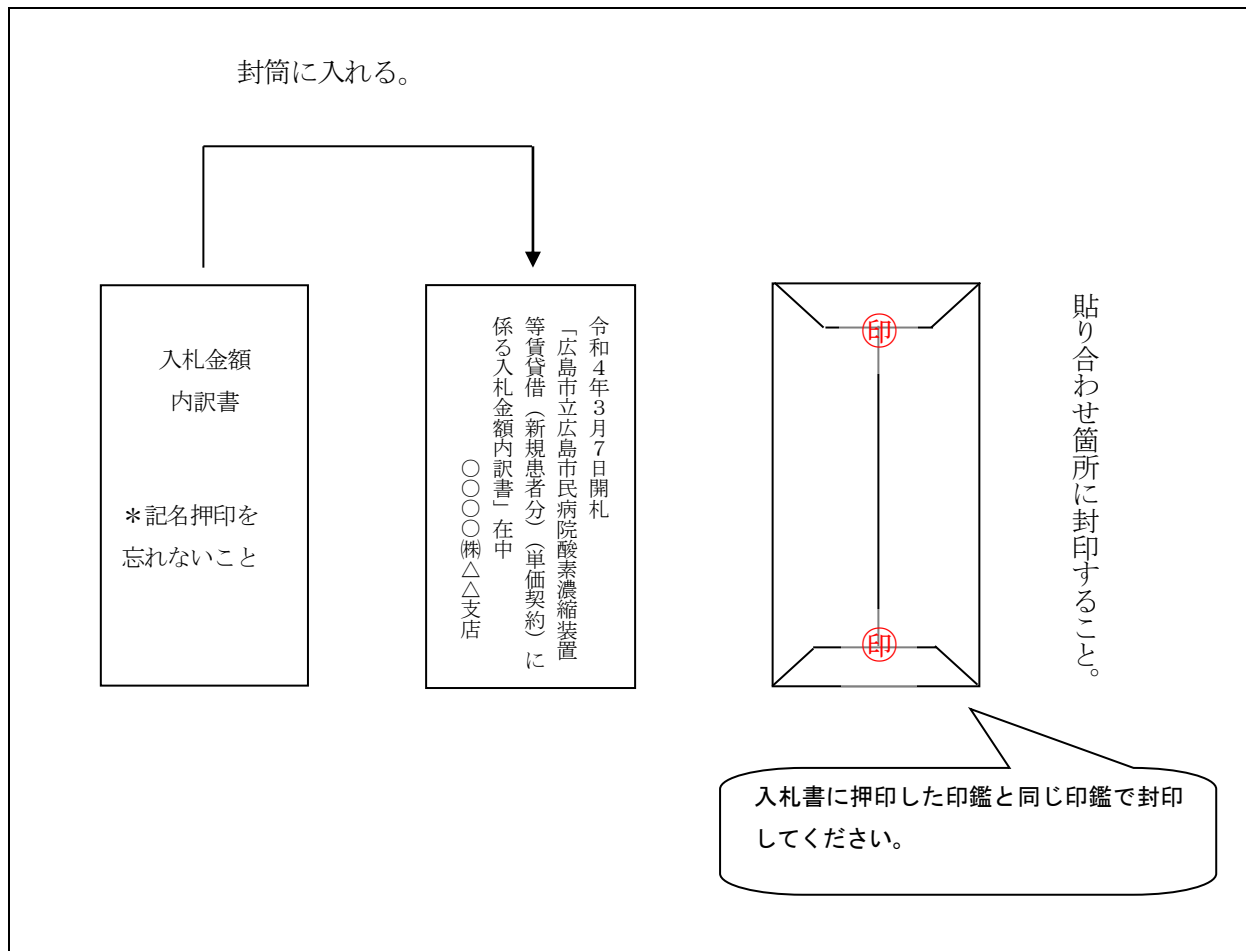 封筒に入れる。
入札金額
内訳書
＊記名押印を
忘れないこと
令和４年３月７日開札
「広島市立広島市民病院酸素濃縮装置
等賃貸借（新規患者分）（単価契約）に
係る入札金額内訳書」在中
○○○○㈱△△支店
印
印
貼り合わせ箇所に封印すること。
入札書に押印した印鑑と同じ印鑑で封印
してください。